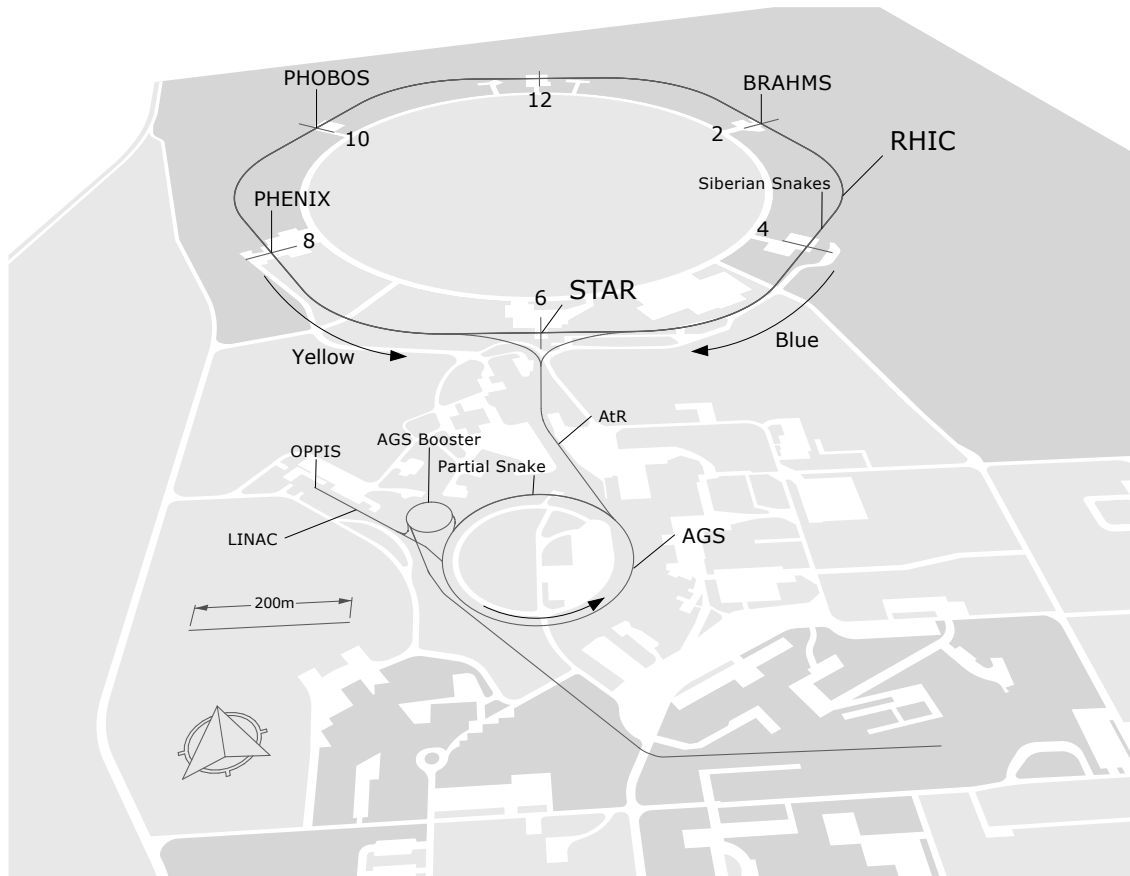 PHOBOS
BRAHMS
12
10
2
RHIC
Siberian Snakes
PHENIX
8
4
6
STAR
Yellow
Blue
AtR
AGS Booster
OPPIS
Partial Snake
LINAC
AGS
200m